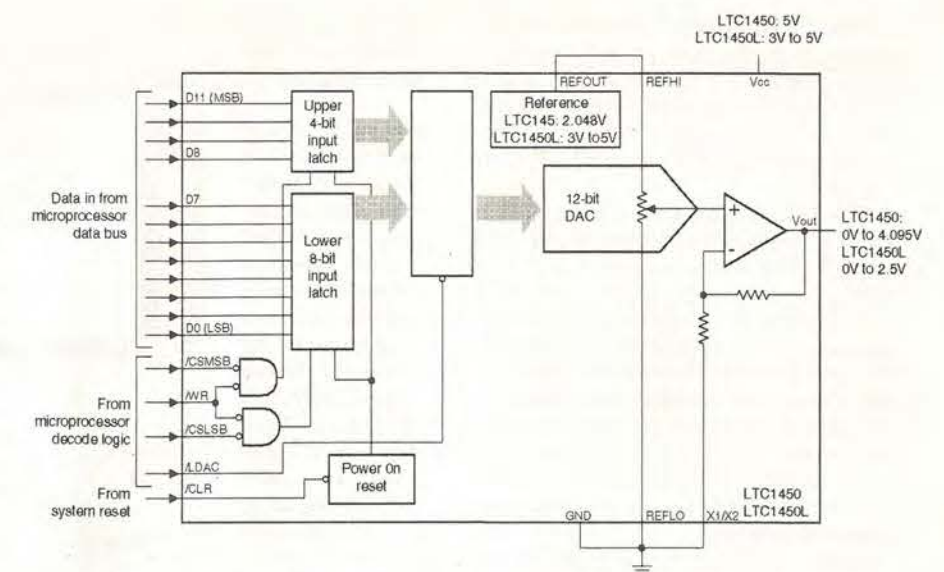 LTC1450: 5V
LTC1450L: 3V to 5V
REFOUT
REFHI
Vcc
D11 (MSB)
Upper
4-bit
input
latch
Reference
LTC145: 2.048V
LTC1450L: 3V to5V
D8
Data in from
microprocessor
data bus
D7
12-bit
DAC
+
-
Vout
LTC1450:
0V to 4.095V
LTC1450L
0V to 2.5V
Lower
8-bit
input
latch
D0 (LSB)
/CSMSB
From
microprocessor
decode logic
/WR
/CSLSB
/LDAC
Power On
reset
From
system reset
/CLR
LTC1450
LTC1450L
GND
REFLO
X1/X2